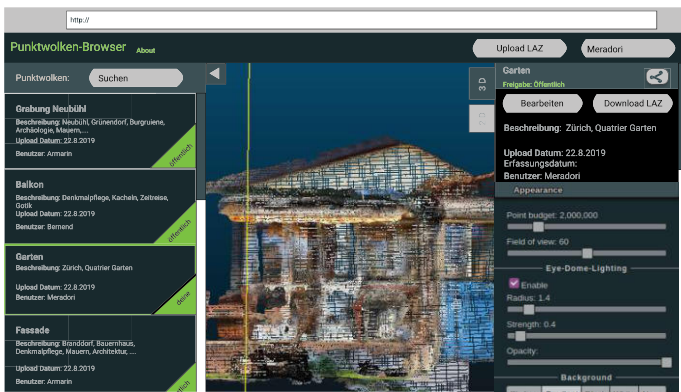 http://
Punktwolken-Browser
About
Upload LAZ
Meradori
Punktwolken:
Suchen
Grabung Neubühl
Beschreibung: Neubühl, Grünendorf, Burgruiene,
Archäologie, Mauern,...
Upload Datum: 22.8.2019
Benutzer: Armarin
öffentlich
Balkon
Beschreibung: Denkmalpflege, Kacheln, Zeitreise,
Gotik
Upload Datum: 22.8.2019
Benutzer: Bernend
öffentlich
Garten
Beschreibung: Zürich, Quatrier Garten
Upload Datum: 22.8.2019
Benutzer: Meradori
deine
Fassade
Beschreibung: Branddorf, Bauernhaus,
Denkmalpflege, Mauern, Architektur, ....
Upload Datum: 22.8.2019
Benutzer: Armarin
3D
Garten
Freigabe: Öffentlich
Bearbeiten
Download LAZ
Beschreibung: Zürich, Quatrier Garten
Upload Datum: 22.8.2019
Erfassungsdatum:
Benutzer: Meradori
Appearance
Point budget: 2,000,000
Field of view: 60
Eye-Dome-Lighting
Enable
Radius: 1.4
Strength: 0.4
Opacity:
Background